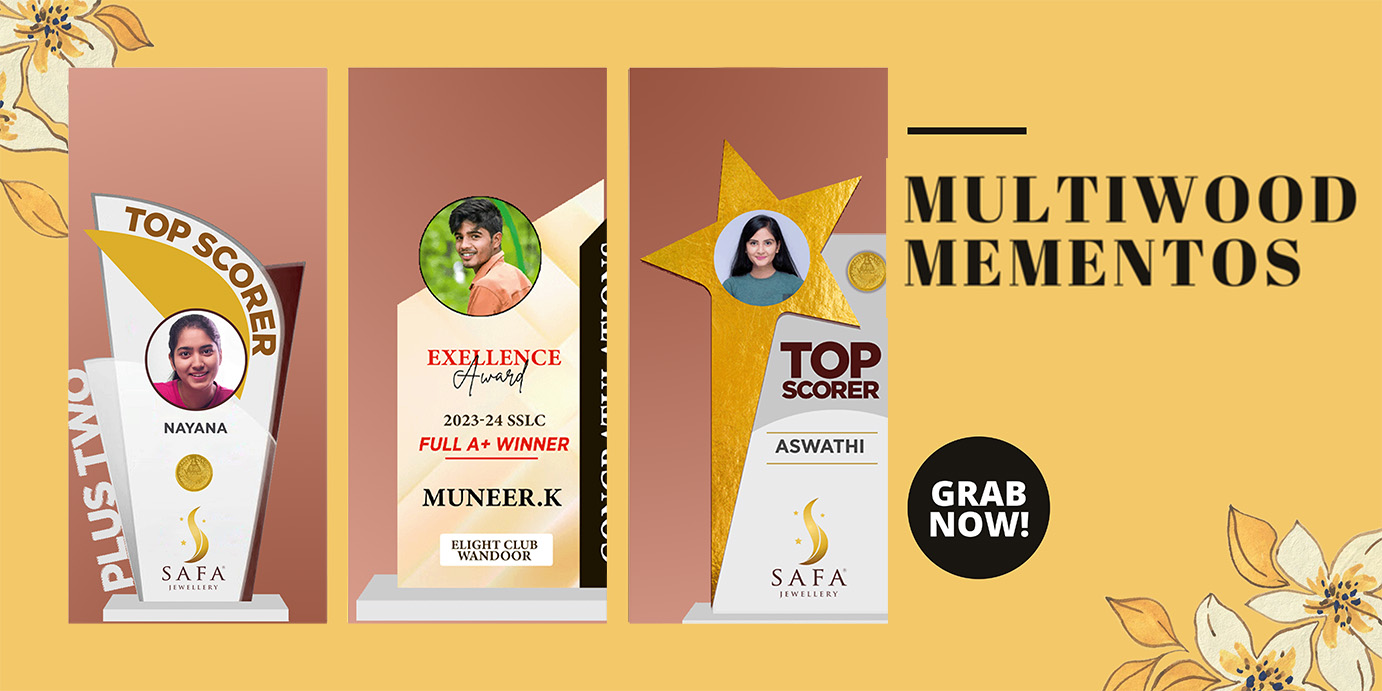 TOP SCORER
PLUS TWO
NAYANA
SAFA®
JEWELLERY
EXELLENCE
Award
2023-24 SSLC
FULL A+ WINNER
MUNEER.K
ELIGHT CLUB
WANDOOR
CONGRATULATIONS
TOP
SCORER
ASWATHI
SAFA®
JEWELLERY
MULTIWOOD
MEMENTOS
GRAB
NOW!